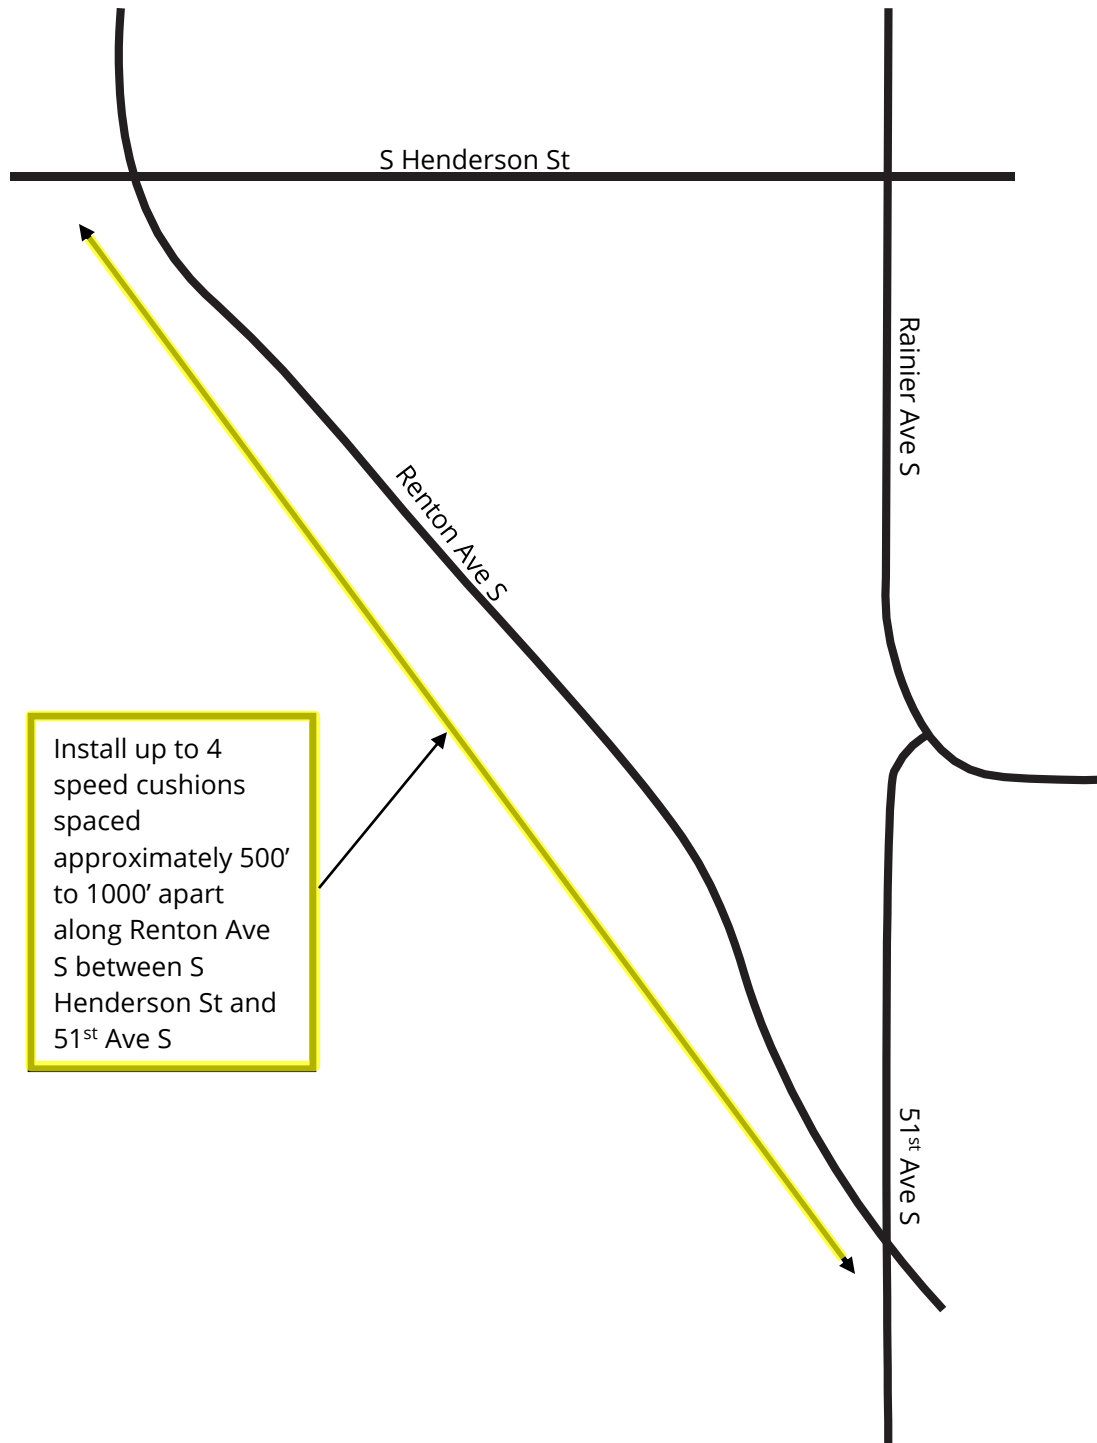 S Henderson St
Rainier Ave S
Renton Ave S
Install up to 4
speed cushions
spaced
approximately 500’
to 1000’ apart
along Renton Ave
S between S
Henderson St and
51st Ave S
51st Ave S